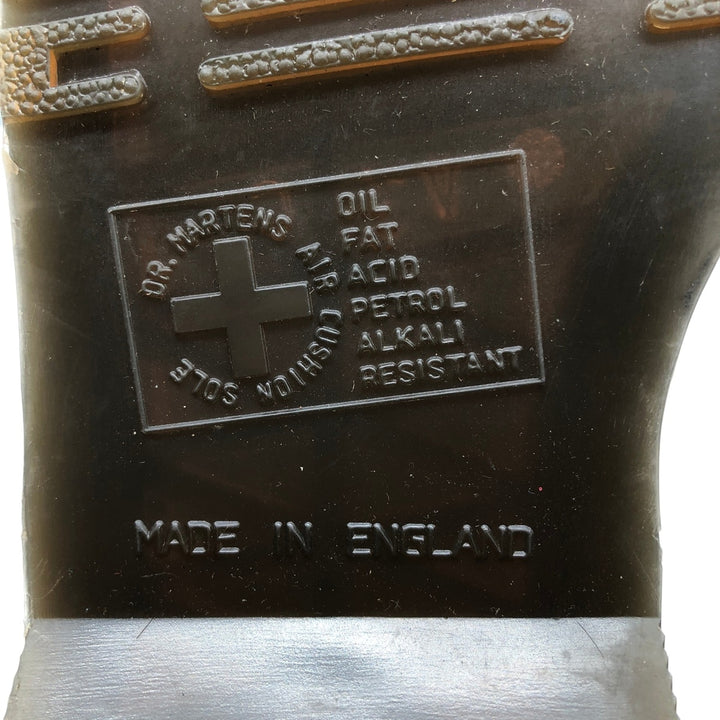 DR. MARTENS AIR CUSHION SOLE
OIL
FAT
ACID
PETROL
ALKALI
RESISTANT
MADE IN ENGLAND